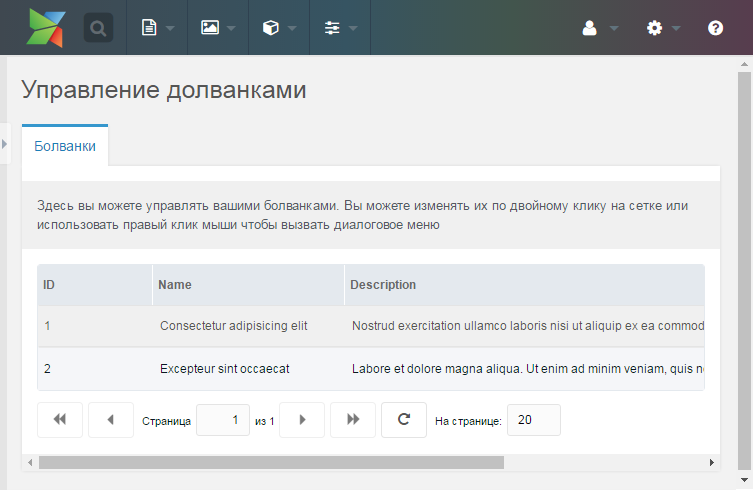 Управление долванками
Болванки
Здесь вы можете управлять вашими болванками. Вы можете изменять их по двойному клику на сетке или
использовать правый клик мыши чтобы вызвать диалоговое меню
ID Name Description
1 Consectetur adipisicing elit Nostrud exercitation ullamco laboris nisi ut aliquip ex ea commod
2 Excepteur sint occaecat Labore et dolore magna aliqua. Ut enim ad minim veniam, quis n
Страница 1 из 1 На странице: 20